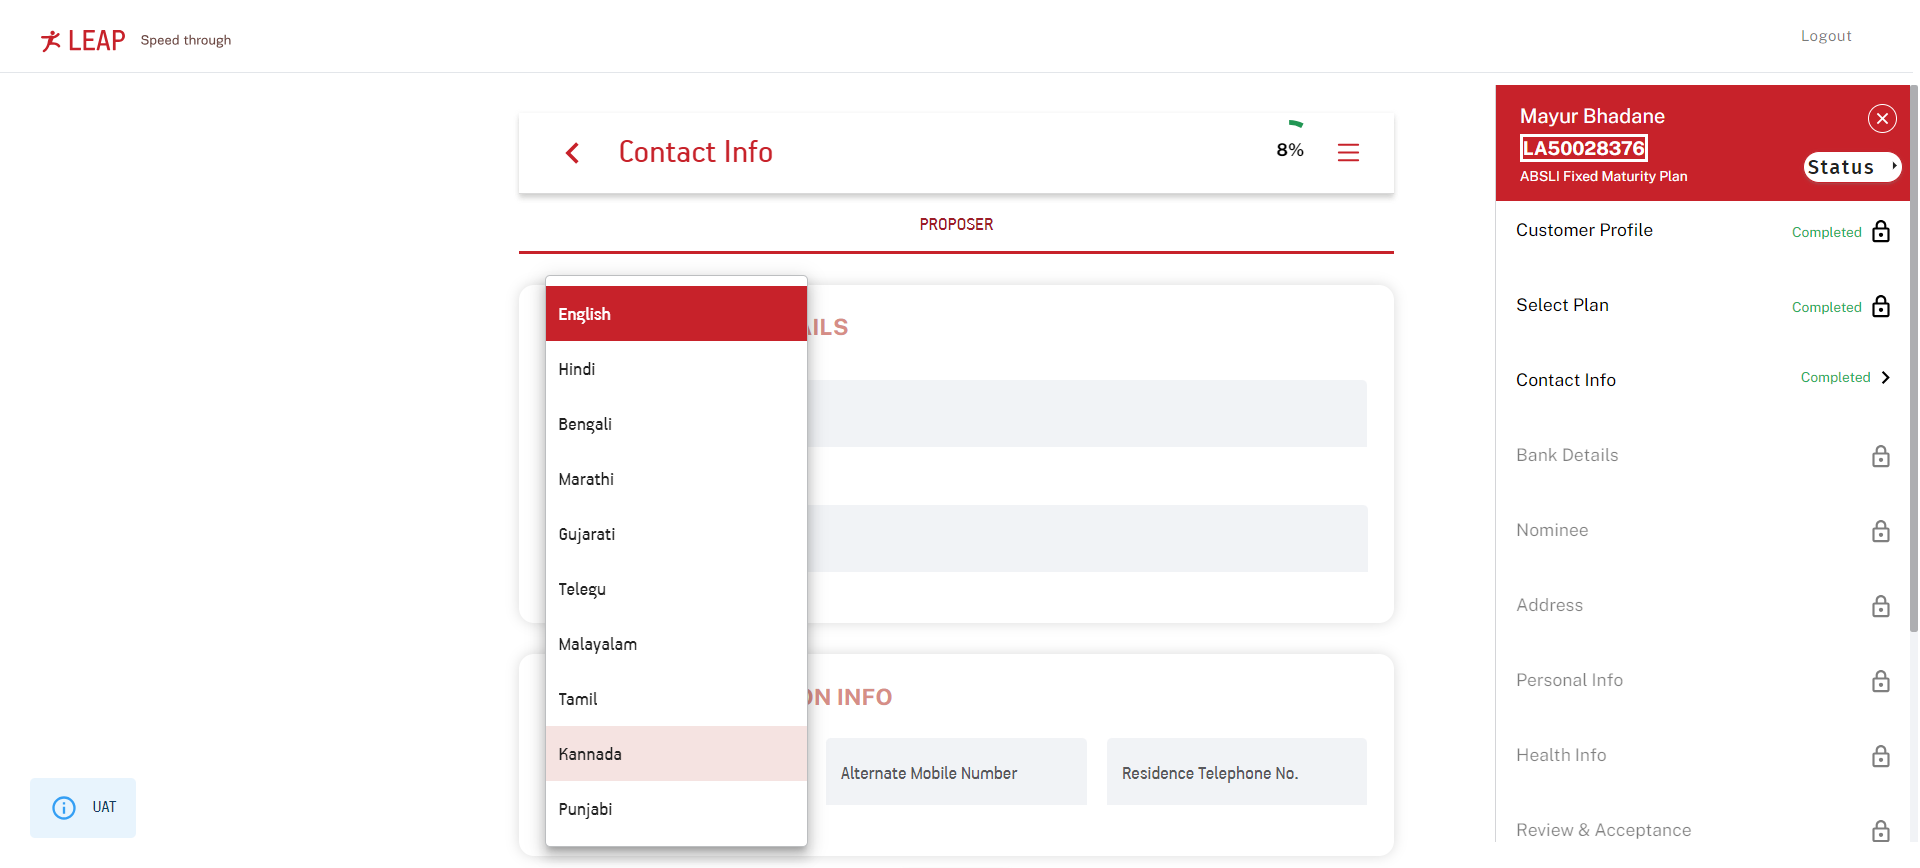 LEAP Speed through
Logout
Contact Info
8%
PROPOSER
English
Hindi
Bengali
Marathi
Gujarati
Telegu
Malayalam
Tamil
Kannada
Punjabi
AILS
ON INFO
Alternate Mobile Number
Residence Telephone No.
UAT
Mayur Bhadane
LA50028376
ABSLI Fixed Maturity Plan
Status
Customer Profile Completed
Select Plan Completed
Contact Info Completed
Bank Details
Nominee
Address
Personal Info
Health Info
Review & Acceptance